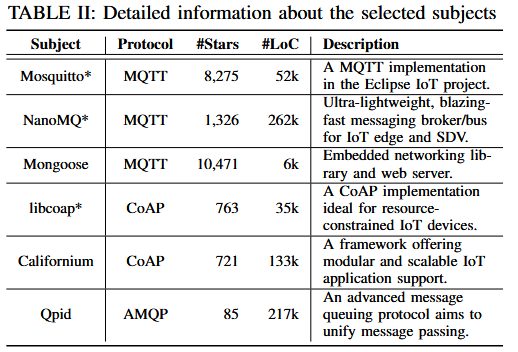 TABLE II: Detailed information about the selected subjects
Subject Protocol #Stars #LoC Description
Mosquitto* MQTT 8,275 52k A MQTT implementation
in the Eclipse IoT project.
NanoMQ* MQTT 1,326 262k Ultra-lightweight, blazing-
fast messaging broker/bus
for IoT edge and SDV.
Mongoose MQTT 10,471 6k Embedded networking lib-
rary and web server.
libcoap* CoAP 763 35k A CoAP implementation
ideal for resource-
constrained IoT devices.
Californium CoAP 721 133k A framework offering
modular and scalable IoT
application support.
Qpid AMQP 85 217k An advanced message
queuing protocol aims to
unify message passing.